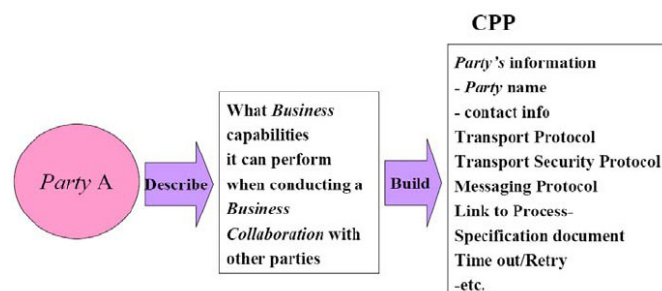 CPP
Party A
Describe
What Business
capabilities
it can perform
when conducting a
Business
Collaboration with
other parties
Build
Party's information
- Party name
- contact info
Transport Protocol
Transport Security Protocol
Messaging Protocol
Link to Process-
Specification document
Time out/Retry
-etc.